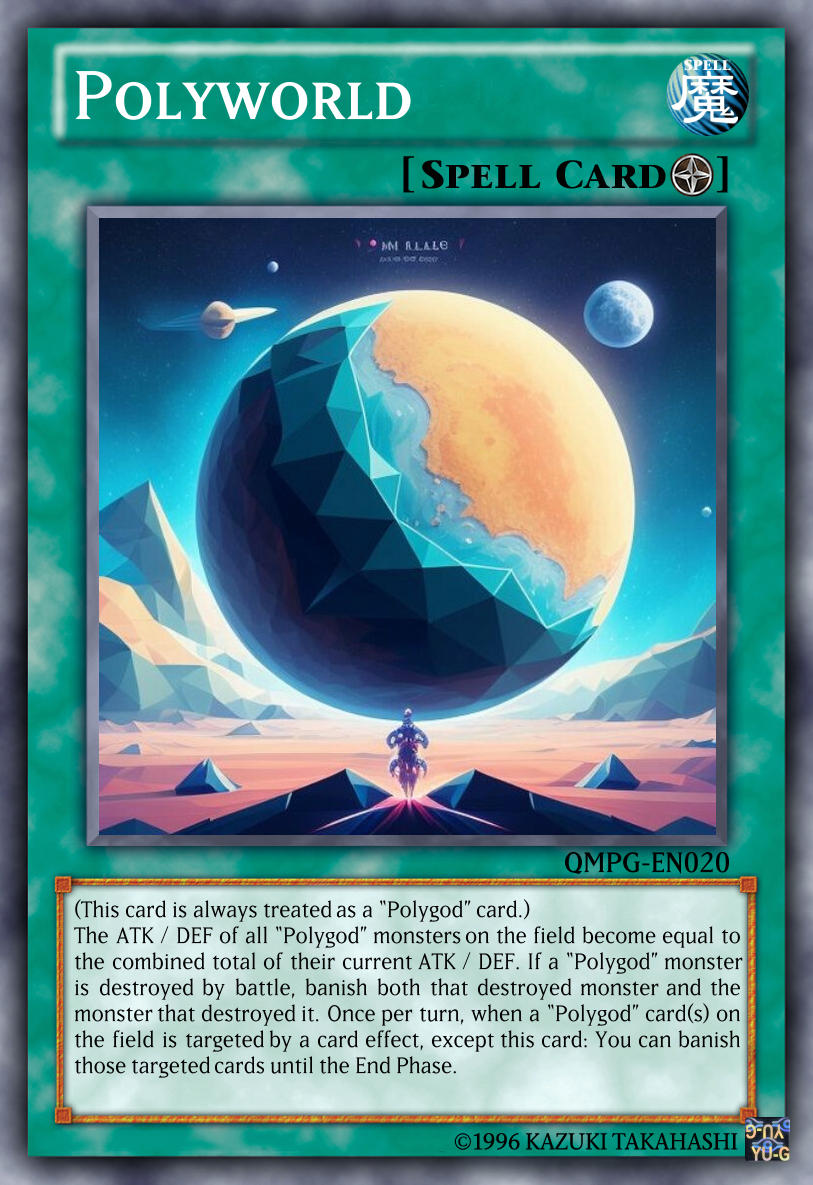 POLYWORLD
SPELL
魔
[SPELL CARD]
QMPG-EN020
(This card is always treated as a "Polygod" card.)
The ATK / DEF of all "Polygod" monsters on the field become equal to
the combined total of their current ATK / DEF. If a "Polygod" monster
is destroyed by battle, banish both that destroyed monster and the
monster that destroyed it. Once per turn, when a "Polygod" card(s) on
the field is targeted by a card effect, except this card: You can banish
those targeted cards until the End Phase.
©1996 KAZUKI TAKAHASHI
YU-G
YU-G